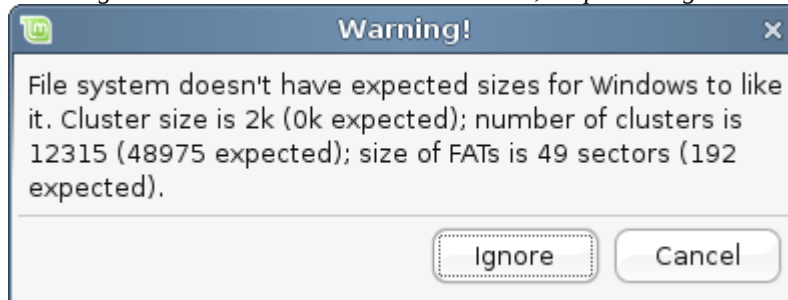 Warning!
File system doesn't have expected sizes for Windows to like
it. Cluster size is 2k (0k expected); number of clusters is
12315 (48975 expected); size of FATs is 49 sectors (192
expected).
Ignore Cancel